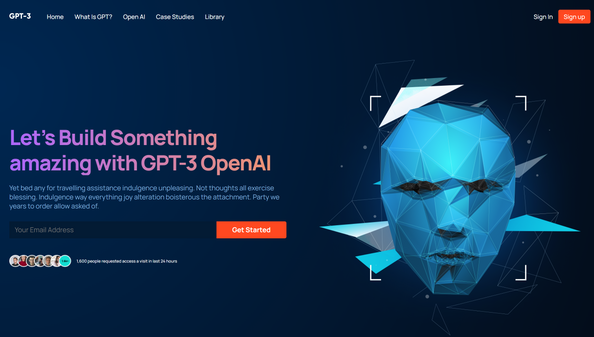 GPT-3
Home What Is GPT? Open AI Case Studies Library
Sign In Sign up
Let's Build Something
amazing with GPT-3 OpenAI
Yet bed any for travelling assistance indulgence unpleasing. Not thoughts all exercise
blessing. Indulgence way everything joy alteration boisterous the attachment. Party we
years to order allow asked of.
Your Email Address
Get Started
1,600 people requested access a visit in last 24 hours